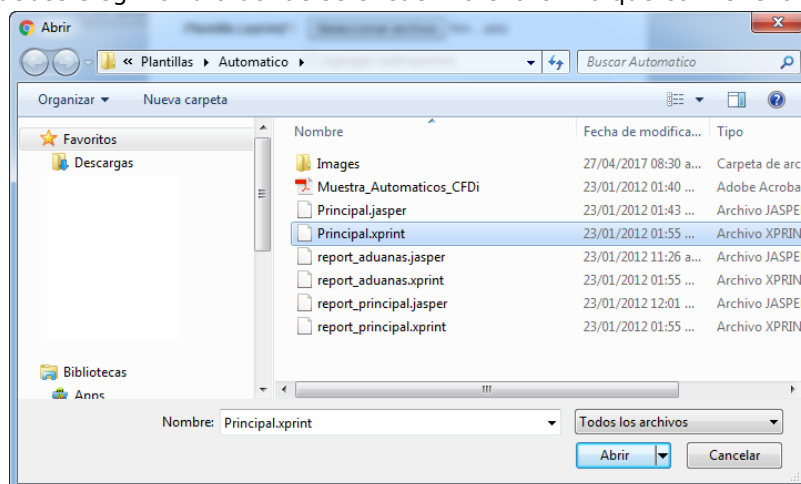 Abrir
« Plantillas Automatico
Buscar Automatico
Organizar Nueva carpeta
Favoritos
Descargas
Bibliotecas
Apps
Nombre Fecha de modifica... Tipo
Images 27/04/2017 08:30 a... Carpeta de arc
Muestra_Automaticos_CFDi 23/01/2012 01:40 ... Adobe Acroba
Principal.jasper 23/01/2012 01:43 ... Archivo JASPE
Principal.xprint 23/01/2012 01:55 ... Archivo XPRIN
report_aduanas.jasper 23/01/2012 11:26 a... Archivo JASPE
report_aduanas.xprint 23/01/2012 01:55 ... Archivo XPRIN
report_principal.jasper 23/01/2012 12:01 ... Archivo JASPE
report_principal.xprint 23/01/2012 01:55 ... Archivo XPRIN
Nombre: Principal.xprint Todos los archivos
Abrir Cancelar